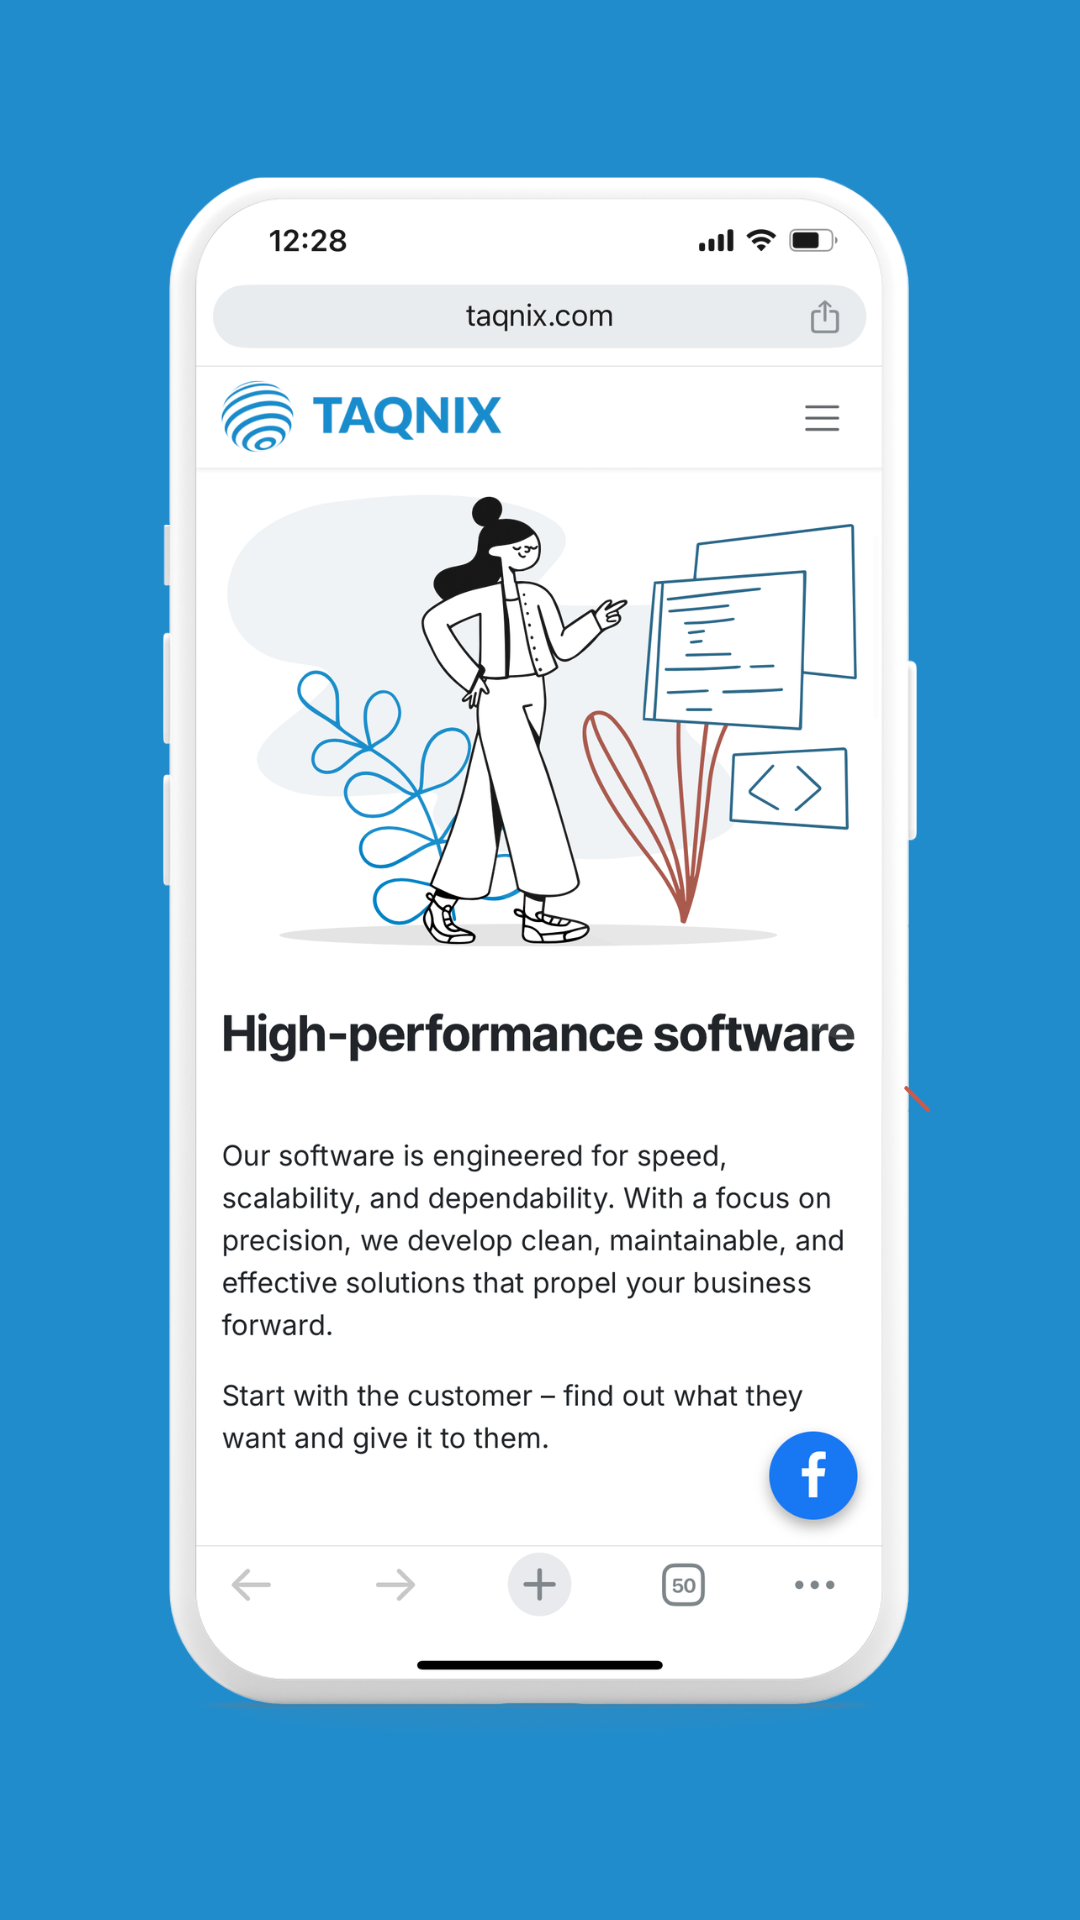 12:28
taqnix.com
TAQNIX
High-performance software
Our software is engineered for speed,
scalability, and dependability. With a focus on
precision, we develop clean, maintainable, and
effective solutions that propel your business
forward.
Start with the customer – find out what they
want and give it to them.
50